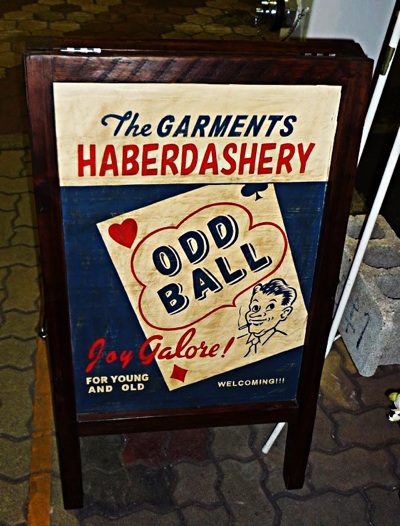 The GARMENTS
HABERDASHERY
ODD
BALL
Joy Galore!
FOR YOUNG
AND OLD
WELCOMING!!!